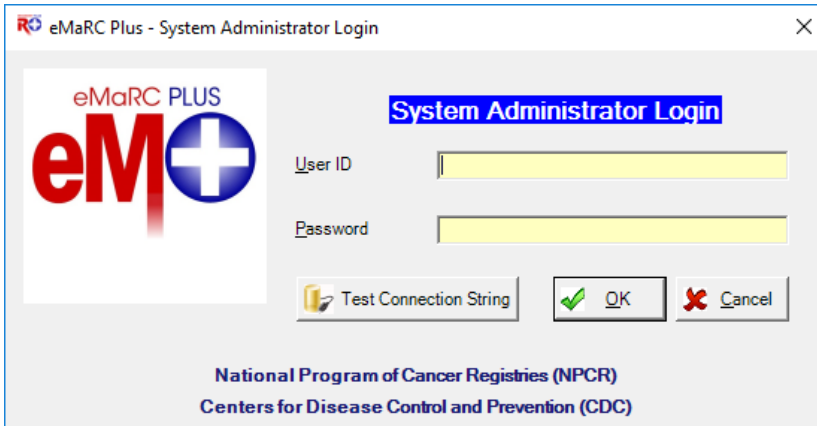 eMaRC Plus - System Administrator Login
eMaRC PLUS
eM
System Administrator Login
User ID
Password
Test Connection String
OK
Cancel
National Program of Cancer Registries (NPCR)
Centers for Disease Control and Prevention (CDC)